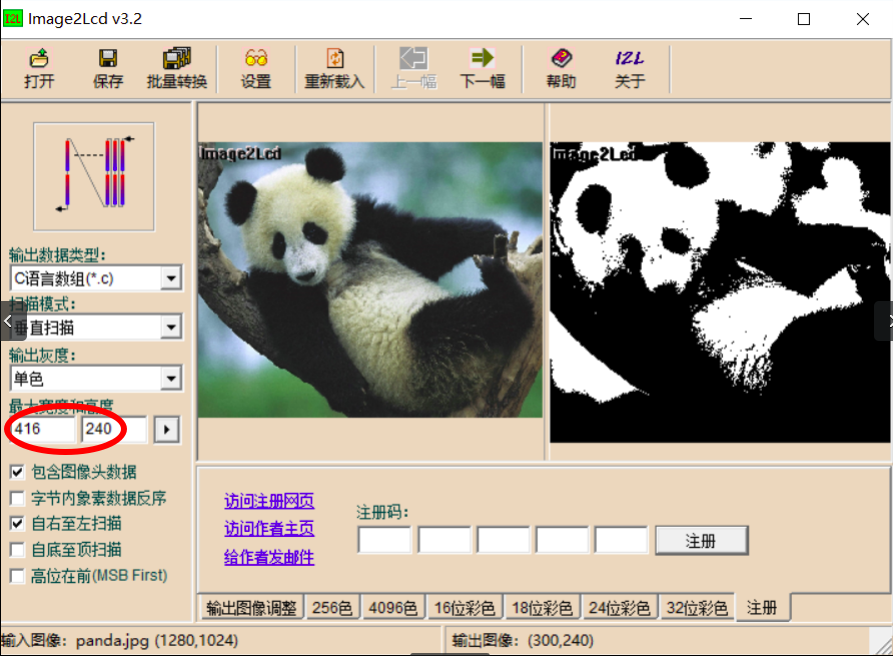 Image2Lcd v3.2
打开
保存
批量转换
设置
重新载入
上一幅
下一幅
帮助
I2L
关于
输出数据类型:
C语言数组(*.c)
扫描模式:
垂直扫描
输出灰度:
单色
最大宽度和高度
416
240
包含图像头数据
字节内象素数据反序
自右至左扫描
自底至顶扫描
高位在前(MSB First)
Image2Lcd
Image2Lcd
访问注册网页
访问作者主页
给作者发邮件
注册码:
注册
输出图像调整
256色
4096色
16位彩色
18位彩色
24位彩色
32位彩色
注册
输入图像: panda.jpg (1280,1024)
输出图像: (300,240)